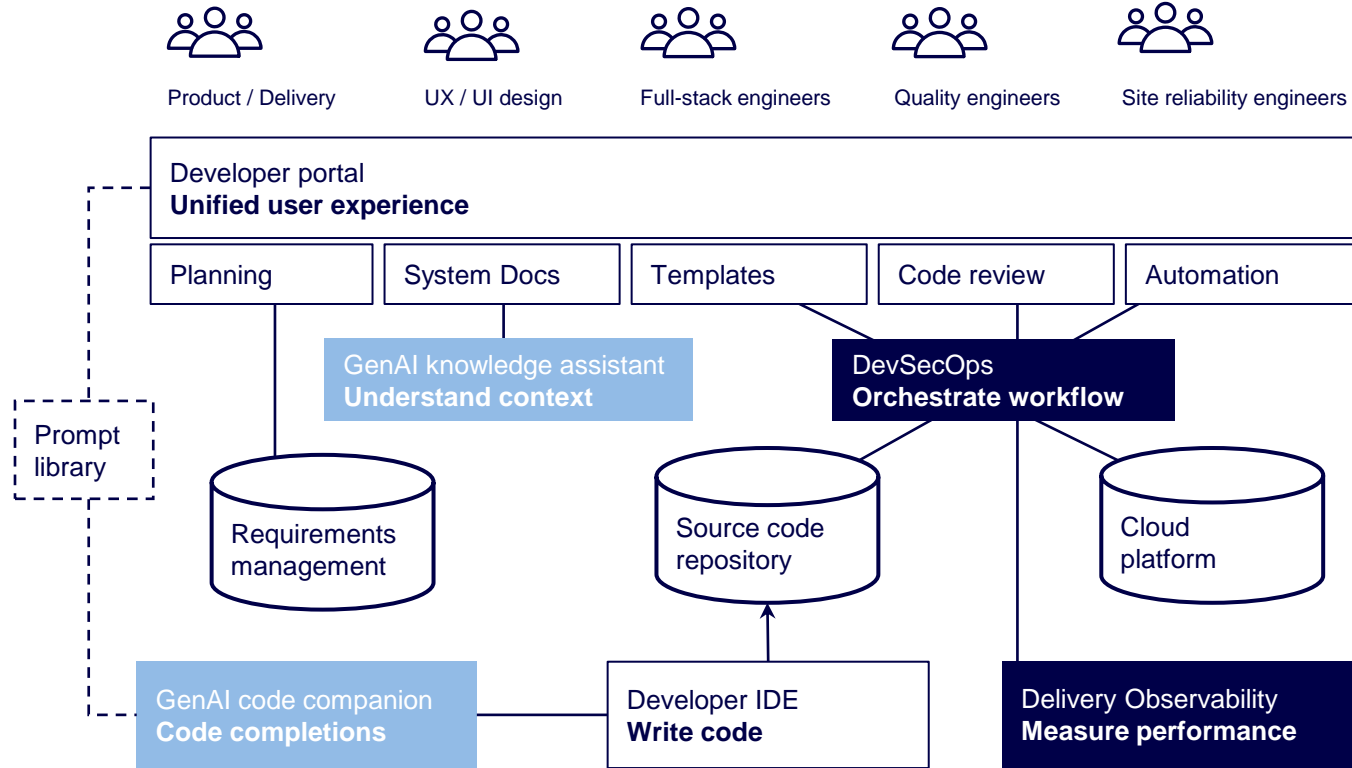 Product / Delivery
UX / UI design
Full-stack engineers
Quality engineers
Site reliability engineers
Developer portal
Unified user experience
Planning
System Docs
Templates
Code review
Automation
GenAI knowledge assistant
Understand context
DevSecOps
Orchestrate workflow
Prompt
library
Requirements
management
Source code
repository
Cloud
platform
GenAI code companion
Code completions
Developer IDE
Write code
Delivery Observability
Measure performance